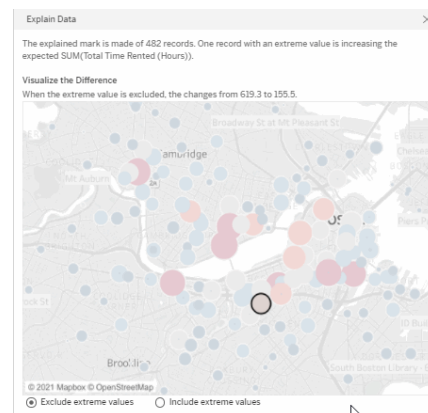 Explain Data
The explained mark is made of 482 records. One record with an extreme value is increasing the
expected SUM(Total Time Rented (Hours)).
Visualize the Difference
When the extreme value is excluded, the changes from 619.3 to 155.5.
Broadway St at Mt Pleasant St
Mt Auburn
© 2021 Mapbox © OpenStreetMap
South Boston Library -
Exclude extreme values
Include extreme values